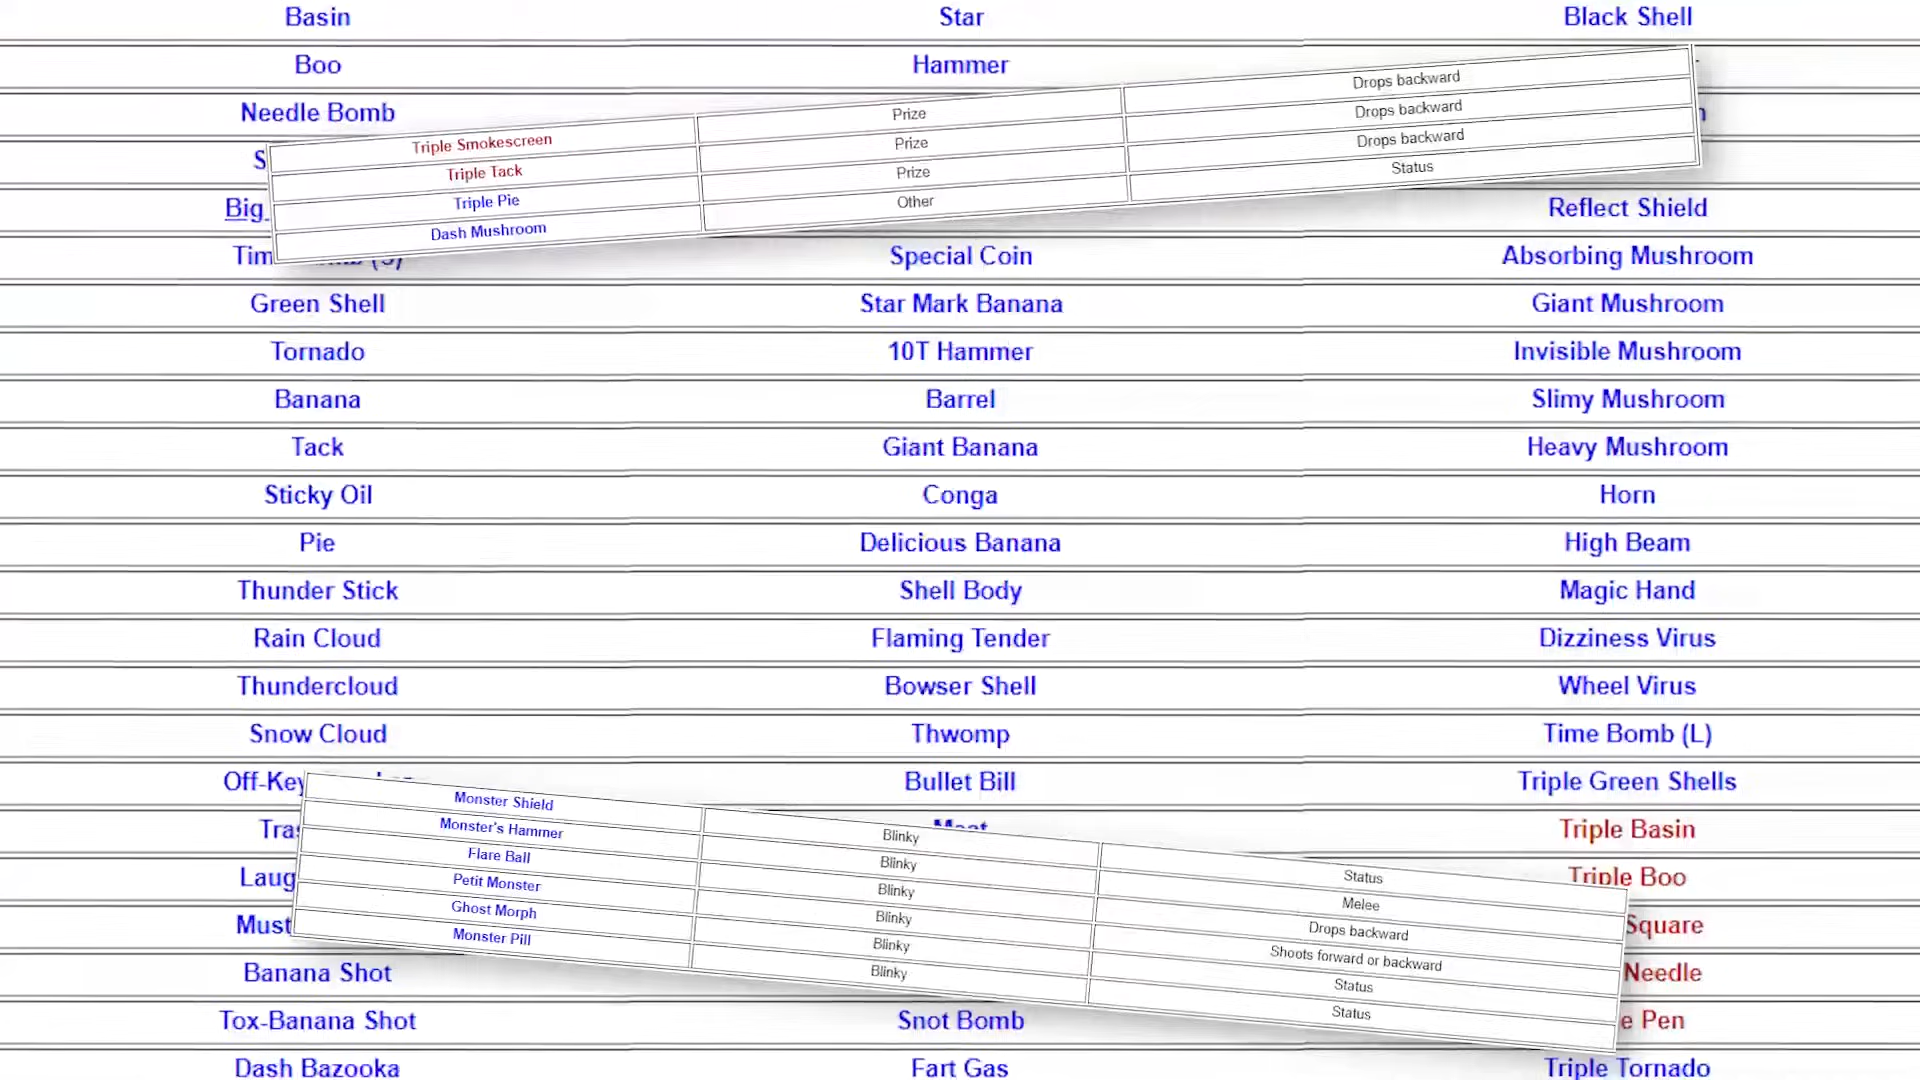 Basin Star Black Shell
Boo Hammer
Needle Bomb
Big
Green Shell Star Mark Banana Giant Mushroom
Special Coin Absorbing Mushroom
Reflect Shield
Tornado 10T Hammer Invisible Mushroom
Banana Barrel Slimy Mushroom
Tack Giant Banana Heavy Mushroom
Sticky Oil Conga Horn
Pie Delicious Banana High Beam
Thunder Stick Shell Body Magic Hand
Rain Cloud Flaming Tender Dizziness Virus
Thundercloud Bowser Shell Wheel Virus
Snow Cloud Thwomp Time Bomb (L)
Off-Key Bullet Bill Triple Green Shells
Triple Basin
Triple Boo
Square
Banana Shot Needle
Tox-Banana Shot Snot Bomb Pen
Dash Bazooka Fart Gas Triple Tornado
Triple Smokescreen Prize Drops backward
Triple Tack Prize Drops backward
Triple Pie Prize Drops backward
Dash Mushroom Other Status
Monster Shield Blinky Status
Monster's Hammer Blinky Melee
Flare Ball Blinky Drops backward
Petit Monster Blinky Shoots forward or backward
Ghost Morph Blinky Status
Monster Pill Blinky Status